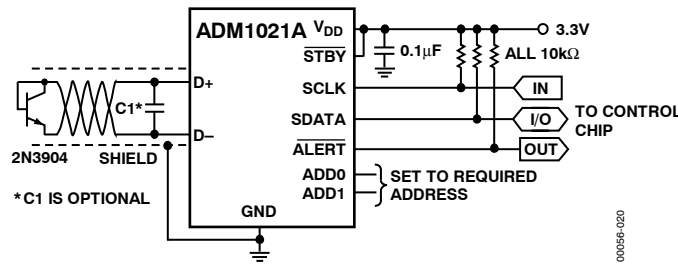 ADM1021A
VDD
3.3V
STBY
0.1μF
ALL 10kΩ
D+
SCLK
IN
C1*
SDATA
I/O
TO CONTROL
CHIP
D–
ALERT
OUT
2N3904
SHIELD
ADD0
ADD1
SET TO REQUIRED
ADDRESS
*C1 IS OPTIONAL
GND
00056-020